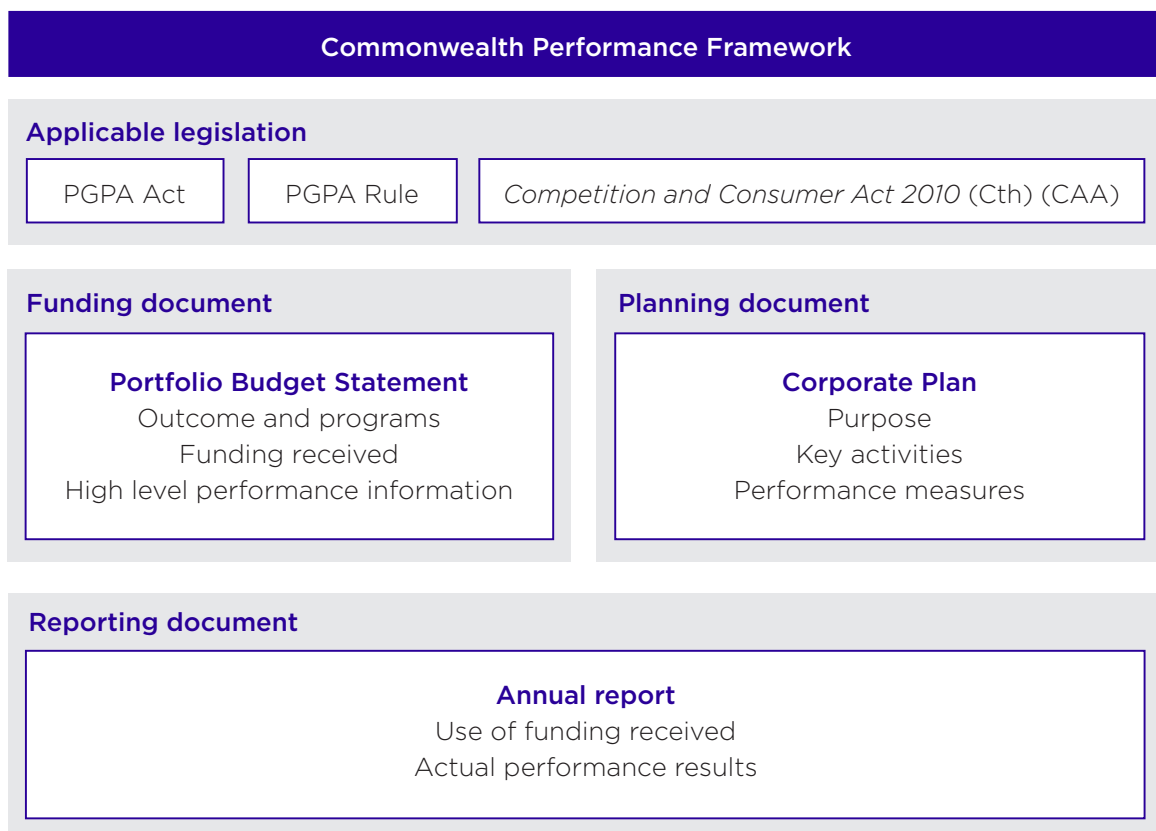 Commonwealth Performance Framework
Applicable legislation
PGPA Act
PGPA Rule
Competition and Consumer Act 2010 (Cth) (CAA)
Funding document
Portfolio Budget Statement
Outcome and programs
Funding received
High level performance information
Planning document
Corporate Plan
Purpose
Key activities
Performance measures
Reporting document
Annual report
Use of funding received
Actual performance results